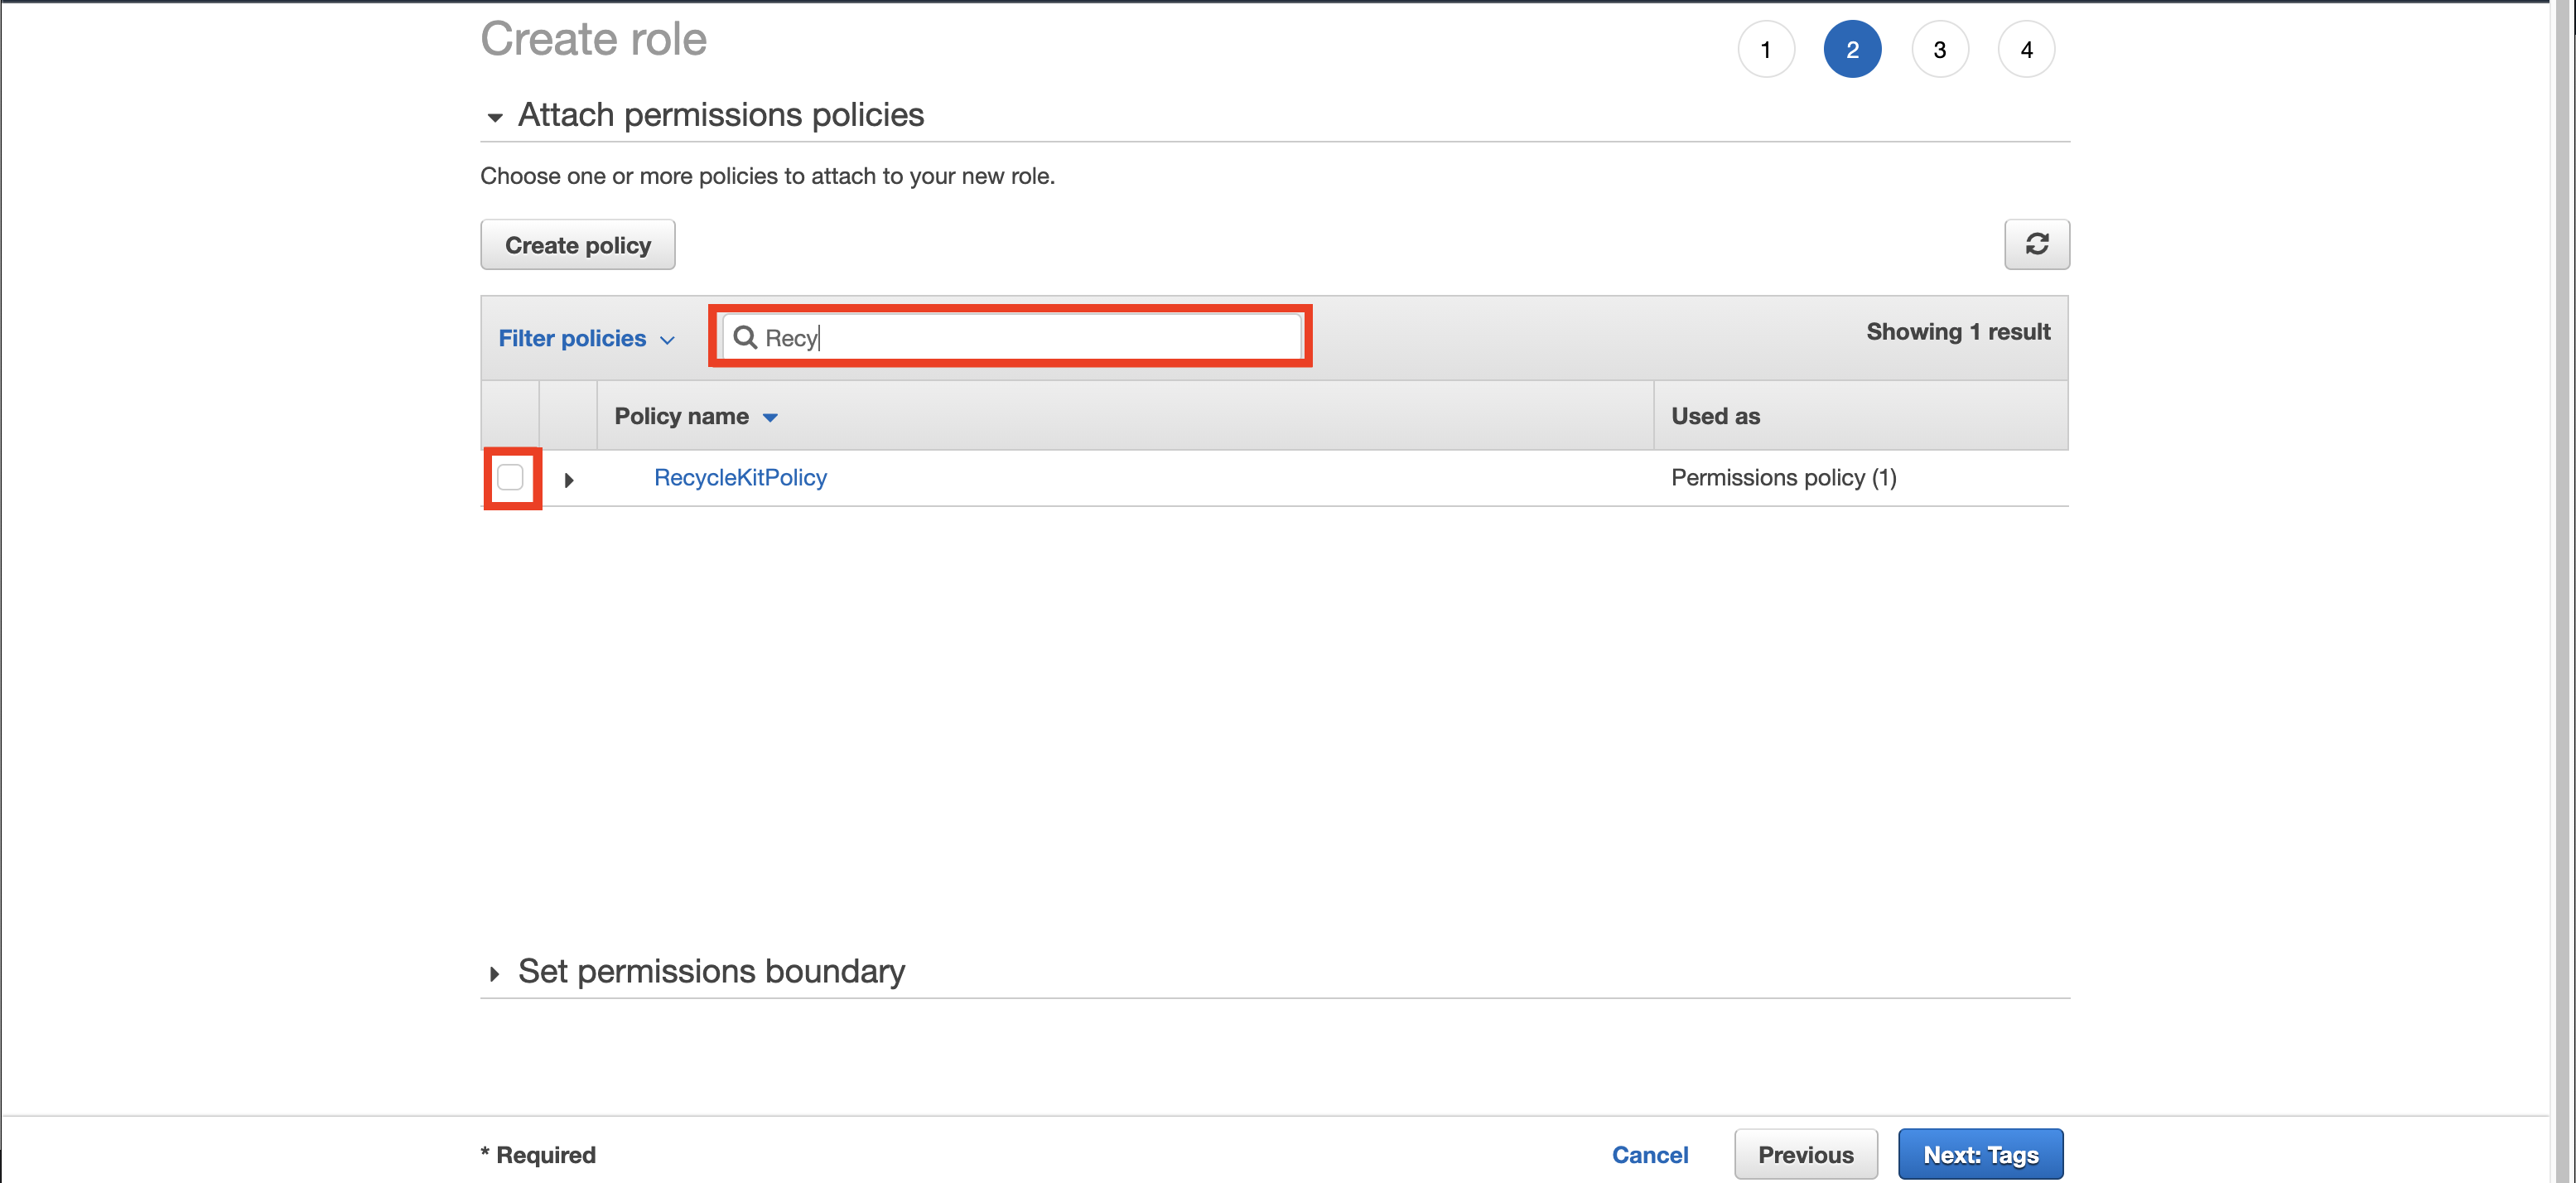 Create role
1 2 3 4
Attach permissions policies
Choose one or more policies to attach to your new role.
Create policy
Filter policies Recy Showing 1 result
Policy name Used as
RecycleKitPolicy Permissions policy (1)
Set permissions boundary
* Required Cancel Previous Next: Tags